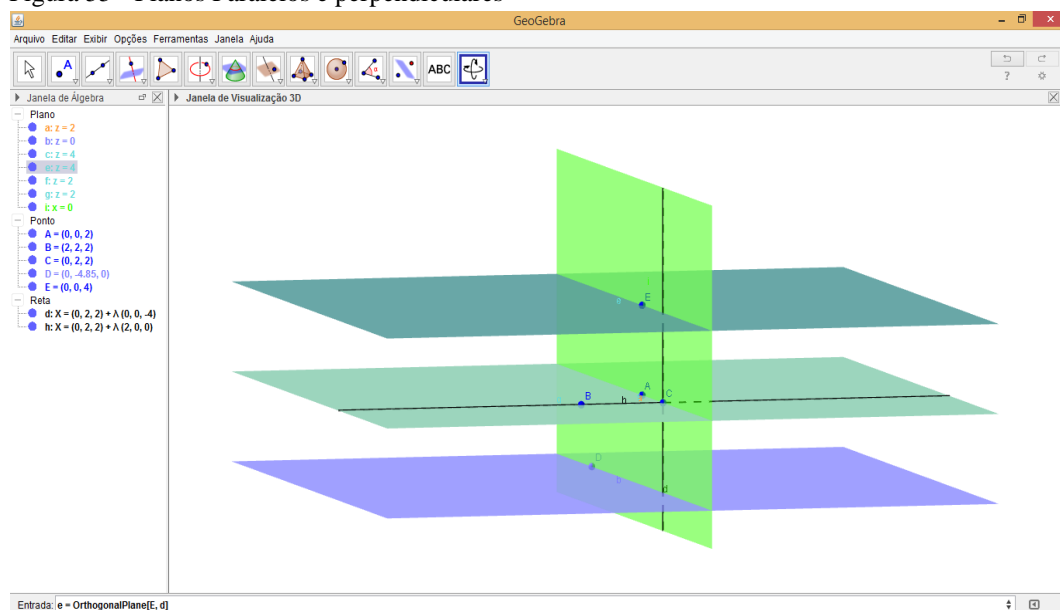 Figura 33 - Planos Paralelos e perpendiculares
GeoGebra
Arquivo Editar Exibir Opções Ferramentas Janela Ajuda
A
ABC
?
Janela de Álgebra
Janela de Visualização 3D
Plano
a: z = 2
b: z = 0
c: z = 4
e: z = 4
f: z = 2
g: z = 2
i: x = 0
Ponto
A = (0, 0, 2)
B = (2, 2, 2)
C = (0, 2, 2)
D = (0, -4.85, 0)
E = (0, 0, 4)
Reta
d: X = (0, 2, 2) + λ (0, 0, -4)
h: X = (0, 2, 2) + λ (2, 0, 0)
e E
A
B h C
D
b d
Entrada: e = OrthogonalPlane[E, d]